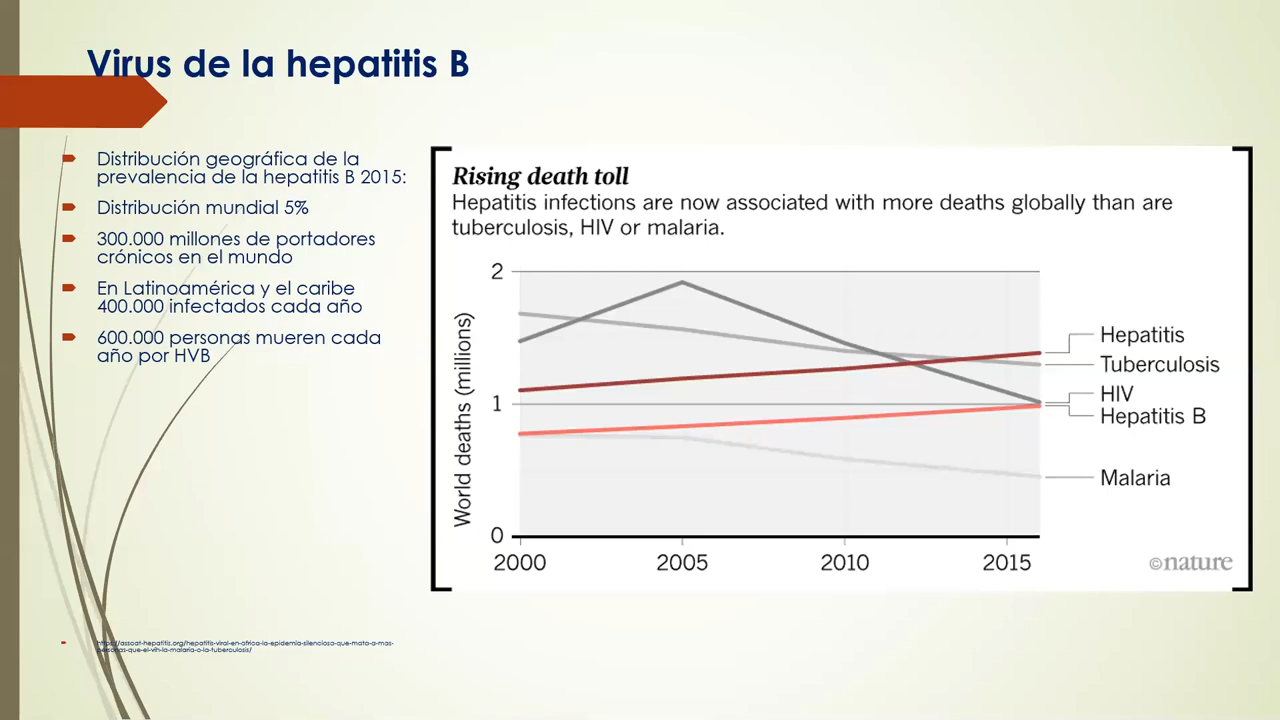 Virus de la hepatitis B
Distribución geográfica de la
prevalencia de la hepatitis B 2015:
Distribución mundial 5%
300.000 millones de portadores
crónicos en el mundo
En Latinoamérica y el caribe
400.000 infectados cada año
600.000 personas mueren cada
año por HVB
https://asscat-hepatitis.org/hepatitis-viral-en-africa-la-epidemia-silenciosa-que-mata-a-mas-
personas-que-el-vih-la-malaria-o-la-tuberculosis/
Rising death toll
Hepatitis infections are now associated with more deaths globally than are
tuberculosis, HIV or malaria.
World deaths (millions)
2
1
0
2000
2005
2010
2015
Hepatitis
Tuberculosis
HIV
Hepatitis B
Malaria
©nature